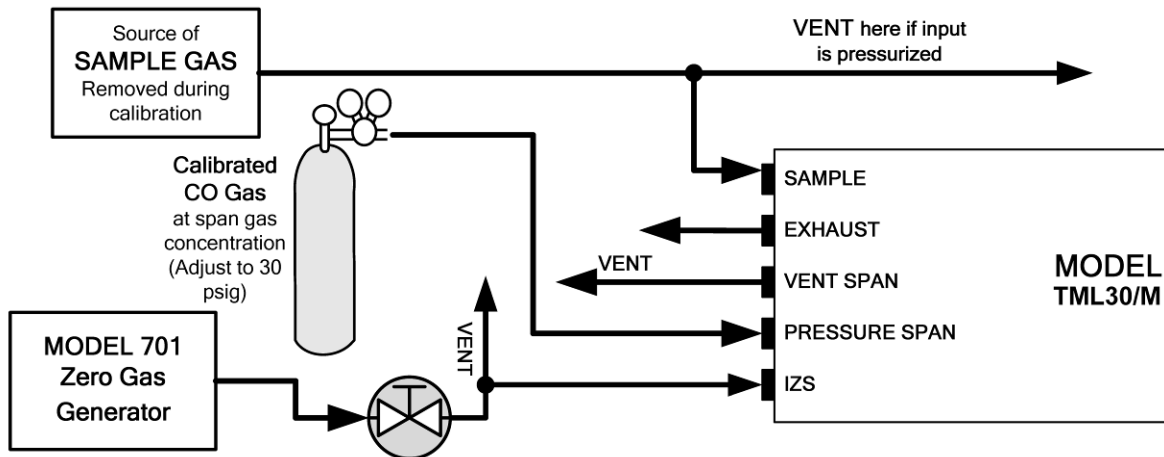 Source of
SAMPLE GAS
Removed during
calibration
VENT here if input
is pressurized
Calibrated
CO Gas
at span gas
concentration
(Adjust to 30
psig)
MODEL 701
Zero Gas
Generator
VENT
VENT
SAMPLE
EXHAUST
VENT SPAN
PRESSURE SPAN
IZS
MODEL
TML30/M